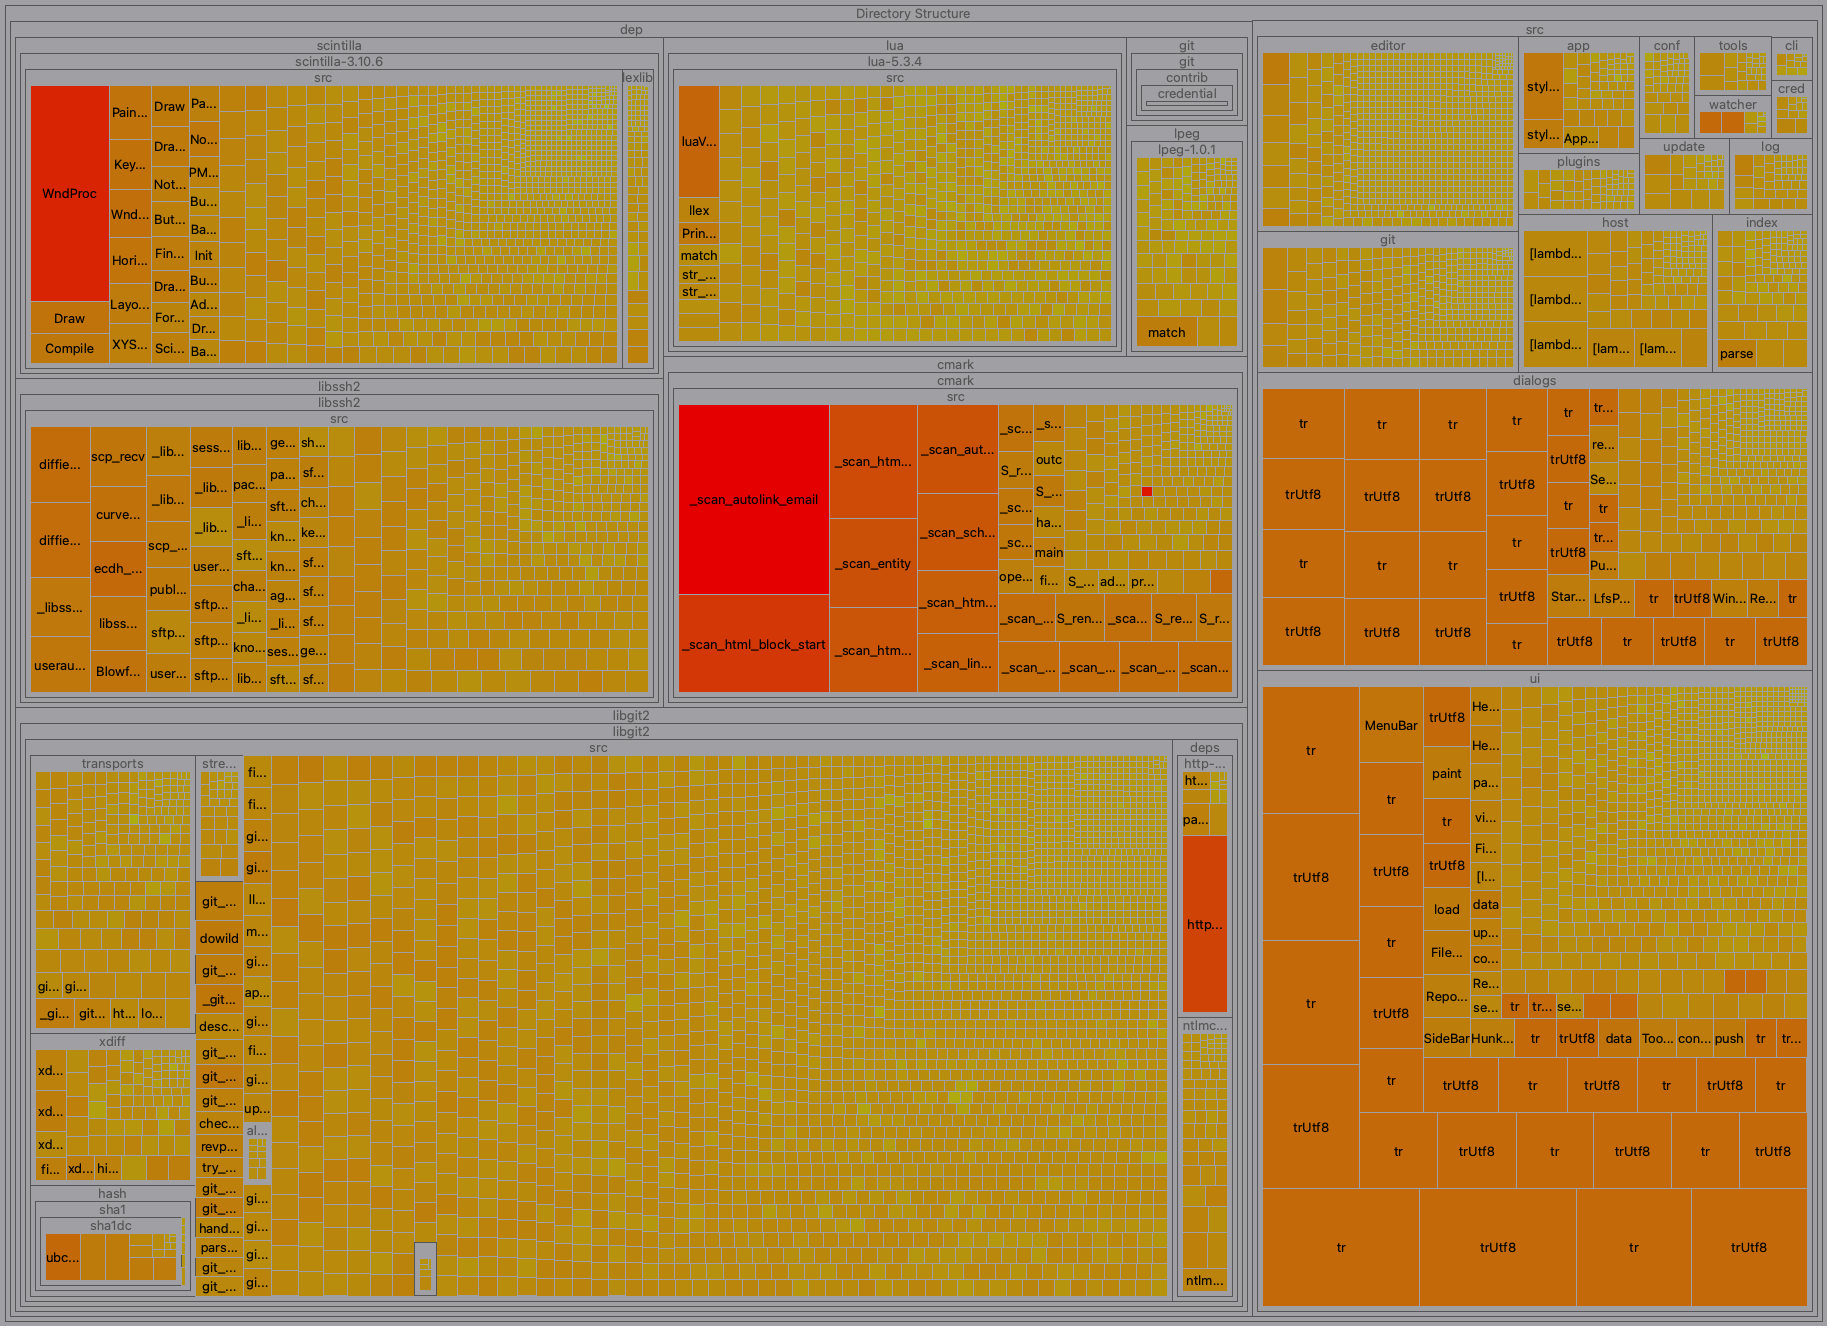 Directory Structure
dep
scintilla
scintilla-3.10.6
src
lexlib
WndProc
Draw
Compile
Pain...
Key...
Wnd...
Hori...
Layo...
XYS...
Draw
Dra...
Not...
But...
Fin...
Dra...
For...
Sci...
Pa...
No...
PM...
Bu...
Ba...
Init
Bu...
Ad...
Dr...
Ba...
lua
lua-5.3.4
src
luaV...
llex
Prin...
match
str_...
str_...
git
git
contrib
credential
lpeg
lpeg-1.0.1
match
libssh2
libssh2
src
diffie...
diffie...
_libss...
userau...
scp_recv
curve...
ecdh_...
libss...
Blowf...
_lib...
_lib...
scp_...
publ...
sftp...
user...
sess...
_lib...
_lib...
user...
sftp...
sftp...
sftp...
lib...
pac...
_li...
sft...
cha...
_li...
kno...
lib...
ge...
pa...
sft...
kn...
kn...
ag...
_li...
ses...
sft...
sh...
sf...
ch...
ke...
sf...
sf...
sf...
ge...
sf...
cmark
cmark
src
_scan_autolink_email
_scan_html_block_start
_scan_htm...
_scan_entity
_scan_htm...
_scan_aut...
_scan_sch...
_scan_htm...
_scan_lin...
_sc...
S_r...
_sc...
_sc...
ope...
_s...
outc
S_...
ha...
main
fi...
S_...
ad...
pr...
_scan_...
S_ren...
_sca...
S_re...
S_r...
_scan_...
_scan_...
_scan_...
_scan...
libgit2
libgit2
src
transports
gi...
gi...
_gi...
git...
ht...
lo...
stre...
xdiff
xd...
xd...
xd...
fi...
xd...
hi...
hash
sha1
sha1dc
ubc...
git_...
dowild
git_...
_git...
desc...
git_...
git_...
git_...
chec...
revp...
try_...
git_...
git_...
hand...
pars...
git_...
git_...
fi...
fi...
gi...
gi...
ll...
m...
gi...
ap...
gi...
fi...
gi...
up...
al...
gi...
gi...
gi...
gi...
deps
http-...
ht...
pa...
http...
ntlmc...
ntlm...
src
editor
git
app
styl...
styl...
App...
plugins
conf
tools
cli
watcher
cred
update
log
host
[lambd...
[lambd...
[lambd...
[lam...
[lam...
index
parse
dialogs
tr
trUtf8
tr
trUtf8
tr
trUtf8
tr
trUtf8
tr
trUtf8
tr
trUtf8
tr
trUtf8
tr
trUtf8
tr
tr
trUtf8
tr
trUtf8
Star...
tr...
re...
Se...
tr
tr...
Pu...
LfsP...
tr
trUtf8
Win...
Re...
tr
trUtf8
tr
trUtf8
tr
trUtf8
ui
tr
trUtf8
tr
trUtf8
MenuBar
tr
trUtf8
tr
trUtf8
tr
trUtf8
paint
tr
trUtf8
load
File...
Repo...
SideBar
He...
He...
pa...
vi...
Fi...
[l...
data
up...
co...
Re...
se...
tr
tr...
se...
Hunk...
tr
trUtf8
data
Too...
con...
push
tr
tr...
trUtf8
tr
trUtf8
tr
trUtf8
tr
tr
trUtf8
tr
trUtf8
tr
trUtf8
tr
trUtf8
tr
trUtf8